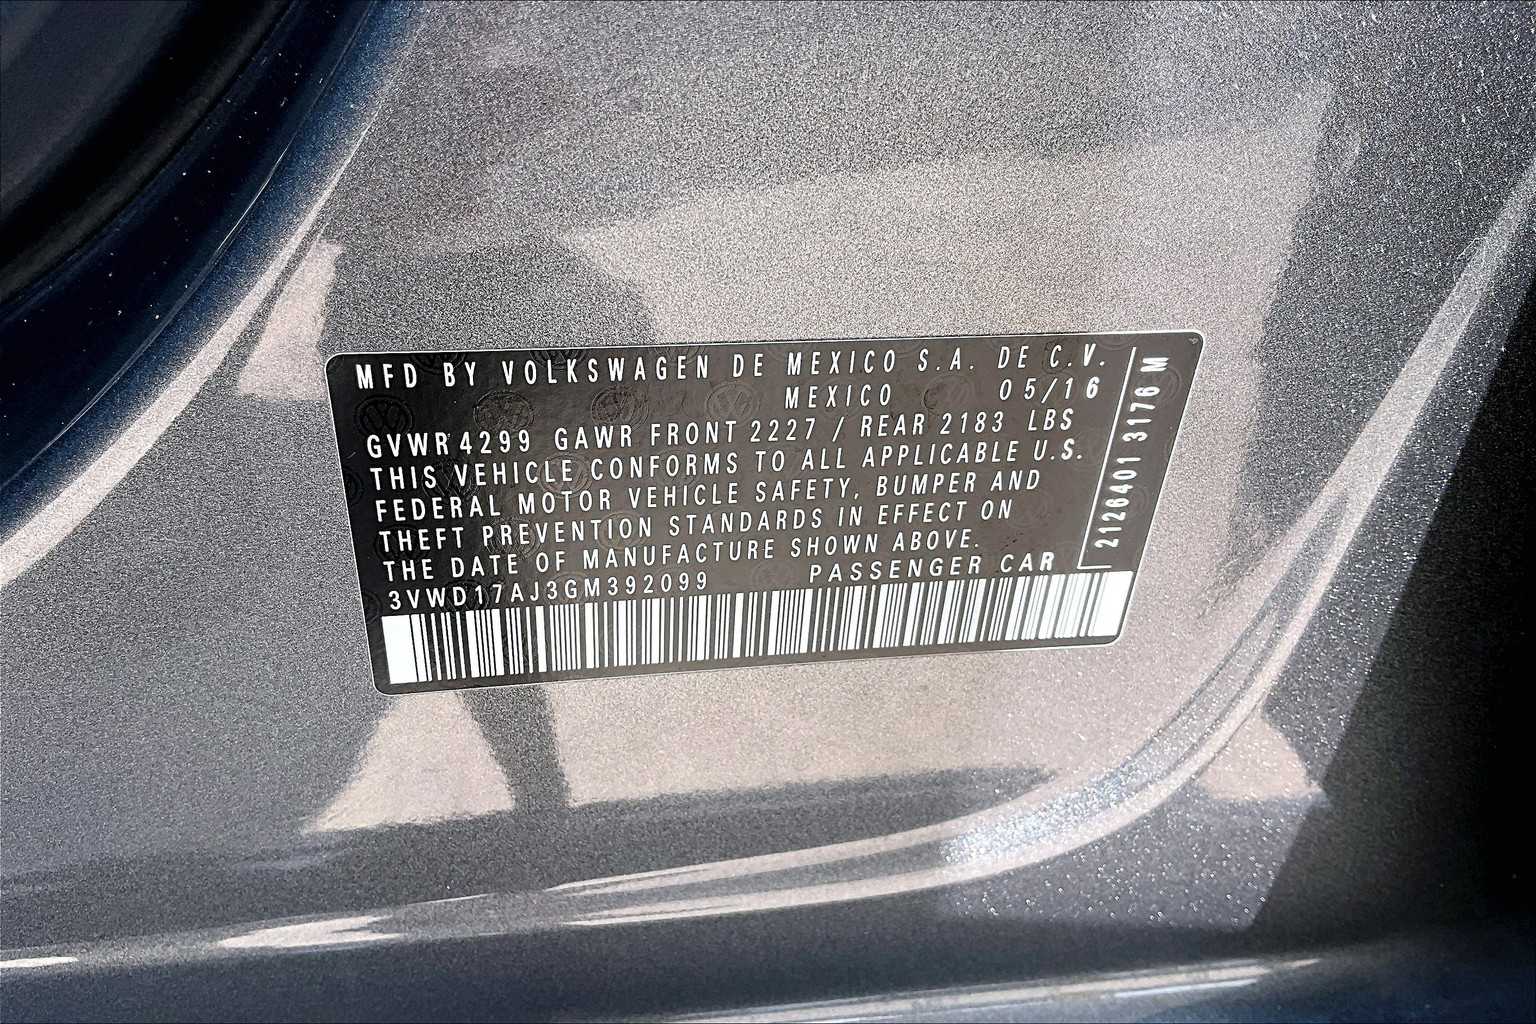 MFD BY VOLKSWAGEN DE MEXICO S.A. DE C.V.
MEXICO 05/16
GVWR 4299 GAWR FRONT 2227 / REAR 2183 LBS
THIS VEHICLE CONFORMS TO ALL APPLICABLE U.S.
FEDERAL MOTOR VEHICLE SAFETY, BUMPER AND
THEFT PREVENTION STANDARDS IN EFFECT ON
THE DATE OF MANUFACTURE SHOWN ABOVE.
3VWD17AJ3GM392099 PASSENGER CAR
2126401 3176 M